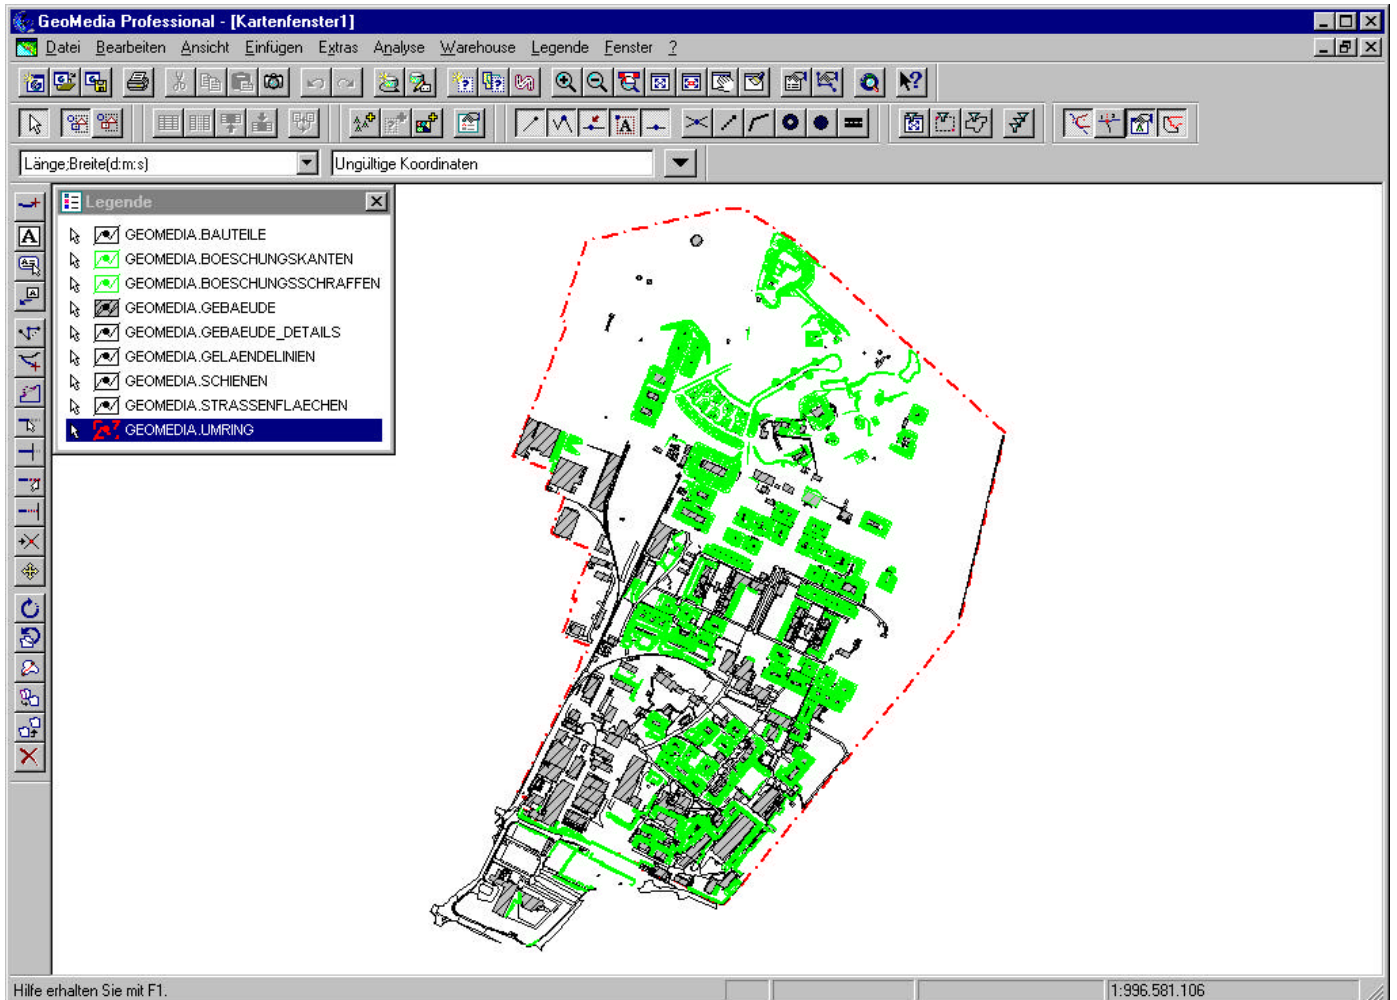 GeoMedia Professional - [Kartenfenster1]
Datei Bearbeiten Ansicht Einfügen Extras Analyse Warehouse Legende Fenster ?
Länge;Breite(d:m:s) Ungültige Koordinaten
Legende
GEOMEDIA.BAUTEILE
GEOMEDIA.BOESCHUNGSKANTEN
GEOMEDIA.BOESCHUNGSSCHRAFFEN
GEOMEDIA.GEBAEUDE
GEOMEDIA.GEBAEUDE_DETAILS
GEOMEDIA.GELAENDELINIEN
GEOMEDIA.SCHIENEN
GEOMEDIA.STRASSENFLAECHEN
GEOMEDIA.UMRING
Hilfe erhalten Sie mit F1. 1:996.581.106